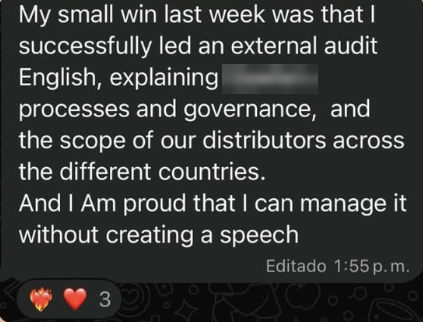 My small win last week was that I
successfully led an external audit
English, explaining
processes and governance,  and
the scope of our distributors across
the different countries.
And I Am proud that I can manage it
without creating a speech
Editado 1:55 p. m.
3